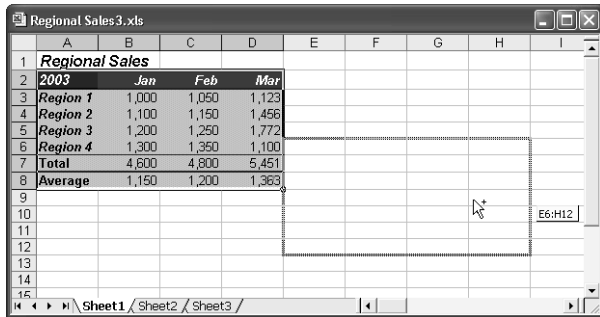 Regional Sales3.xls
A B C D E F G H I
1 Regional Sales
2 2003 Jan Feb Mar
3 Region 1 1,000 1,050 1,123
4 Region 2 1,100 1,150 1,456
5 Region 3 1,200 1,250 1,772
6 Region 4 1,300 1,350 1,100
7 Total 4,600 4,800 5,451
8 Average 1,150 1,200 1,363
9
10 E6:H12
11
12
13
14
15
Sheet1 Sheet2 Sheet3